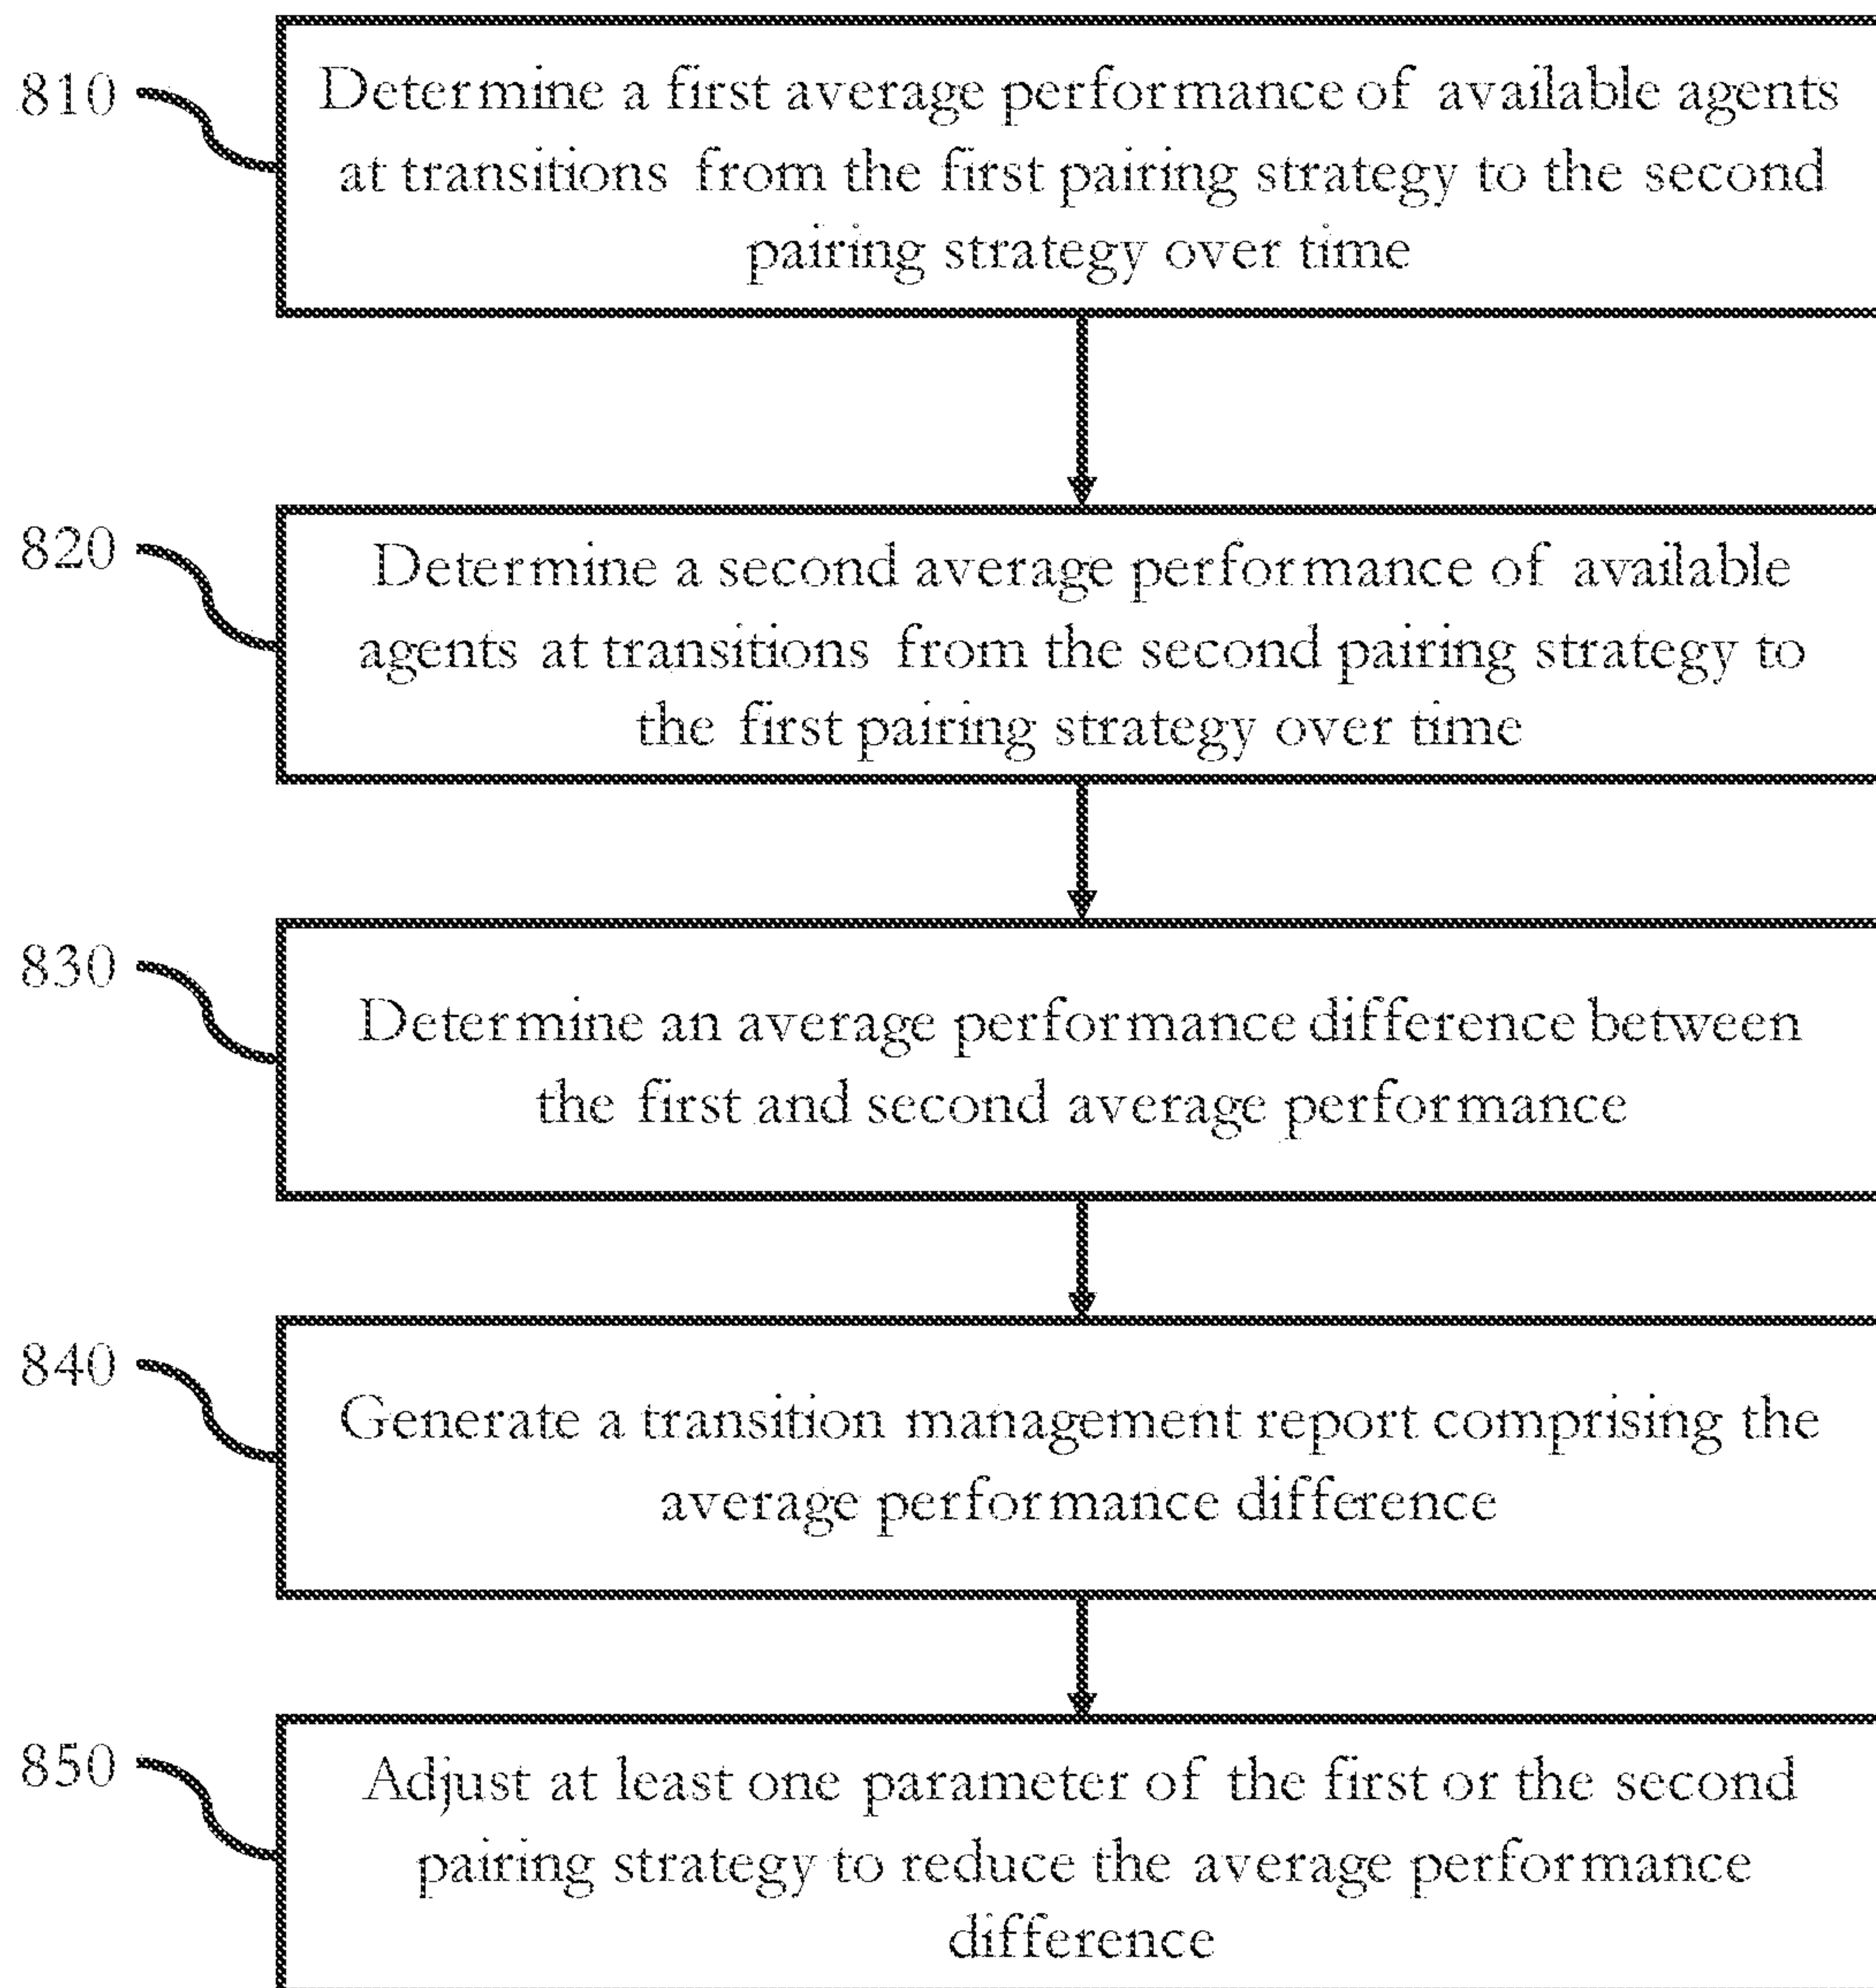 810
Determine a first average performance of available agents
at transitions from the first pairing strategy to the second
pairing strategy over time
820
Determine a second average performance of available
agents at transitions from the second pairing strategy to
the first pairing strategy over time
830
Determine an average performance difference between
the first and second average performance
840
Generate a transition management report comprising the
average performance difference
850
Adjust at least one parameter of the first or the second
pairing strategy to reduce the average performance
difference